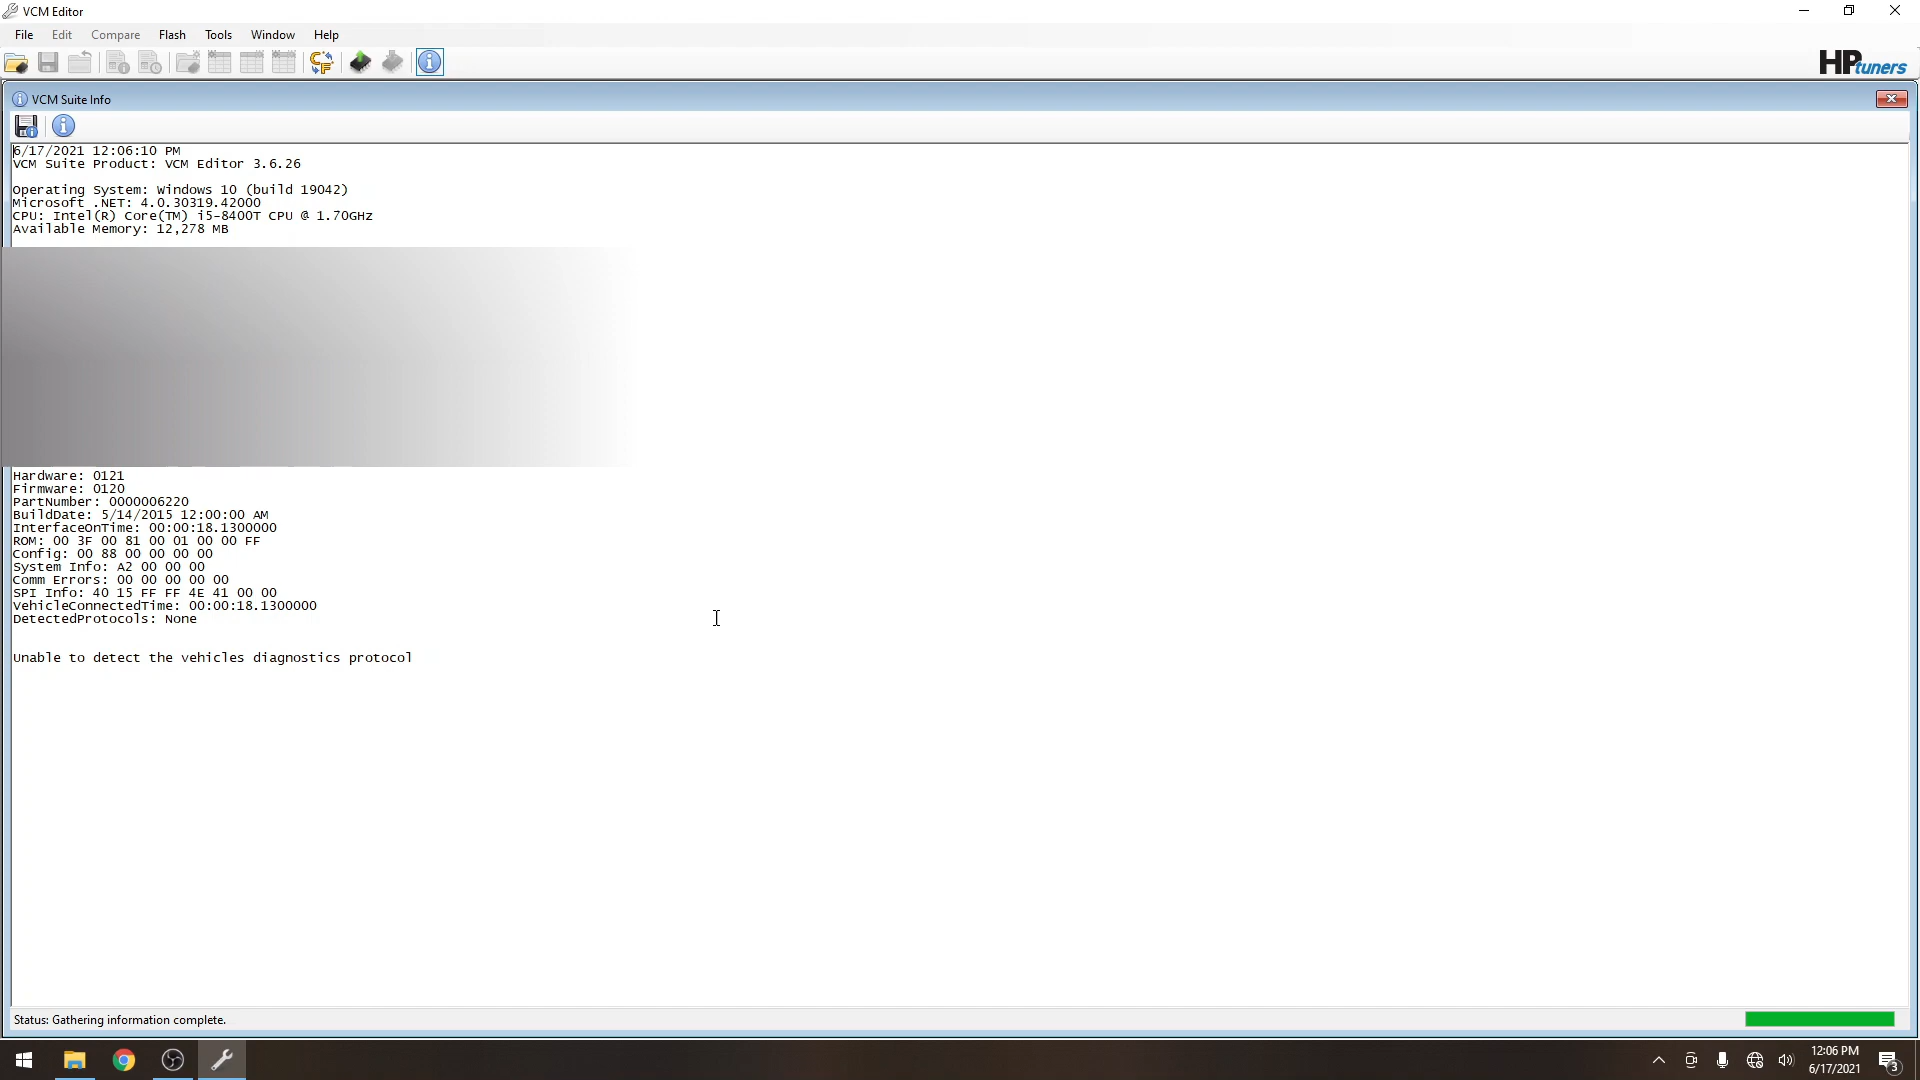 VCM Editor
File Edit Compare Flash Tools Window Help
HPtuners
VCM Suite Info
6/17/2021 12:06:10 PM
VCM Suite Product: VCM Editor 3.6.26
Operating System: Windows 10 (build 19042)
Microsoft .NET: 4.0.30319.42000
CPU: Intel(R) Core(TM) i5-8400T CPU @ 1.70GHz
Available Memory: 12,278 MB
Hardware: 0121
Firmware: 0120
PartNumber: 0000006220
BuildDate: 5/14/2015 12:00:00 AM
InterfaceOnTime: 00:00:18.1300000
ROM: 00 3F 00 81 00 01 00 00 FF
Config: 00 88 00 00 00 00
System Info: A2 00 00 00
Comm Errors: 00 00 00 00 00
SPI Info: 40 15 FF FF 4E 41 00 00
VehicleConnectedTime: 00:00:18.1300000
DetectedProtocols: None
Unable to detect the vehicles diagnostics protocol
Status: Gathering information complete.
12:06 PM
6/17/2021
3